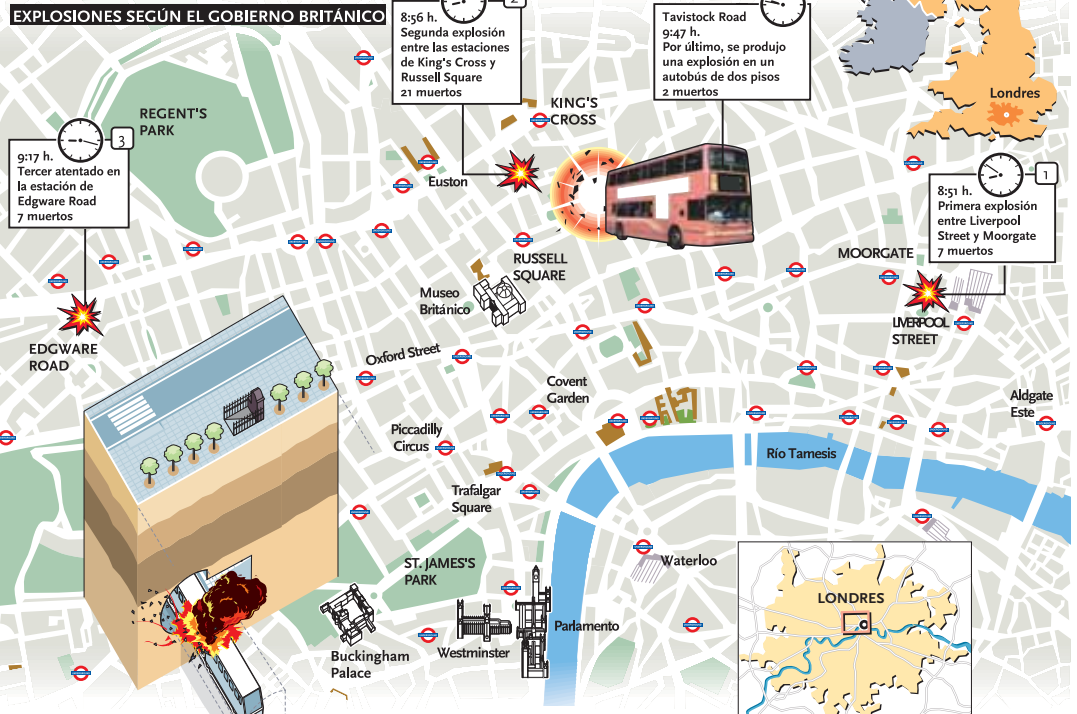 EXPLOSIONES SEGÚN EL GOBIERNO BRITÁNICO
2
8:56 h.
Segunda explosión
entre las estaciones
de King's Cross y
Russell Square
21 muertos
Tavistock Road
9:47 h.
Por último, se produjo
una explosión en un
autobús de dos pisos
2 muertos
Londres
REGENT'S
PARK
KING'S
CROSS
3
9:17 h.
Tercer atentado en
la estación de
Edgware Road
7 muertos
Euston
1
8:51 h.
Primera explosión
entre Liverpool
Street y Moorgate
7 muertos
RUSSELL
SQUARE
MOORGATE
Museo
Británico
LIVERPOOL
STREET
EDGWARE
ROAD
Oxford Street
Covent
Garden
Aldgate
Este
Piccadilly
Circus
Río Tamesis
Trafalgar
Square
ST. JAMES'S
PARK
Waterloo
LONDRES
Parlamento
Westminster
Buckingham
Palace